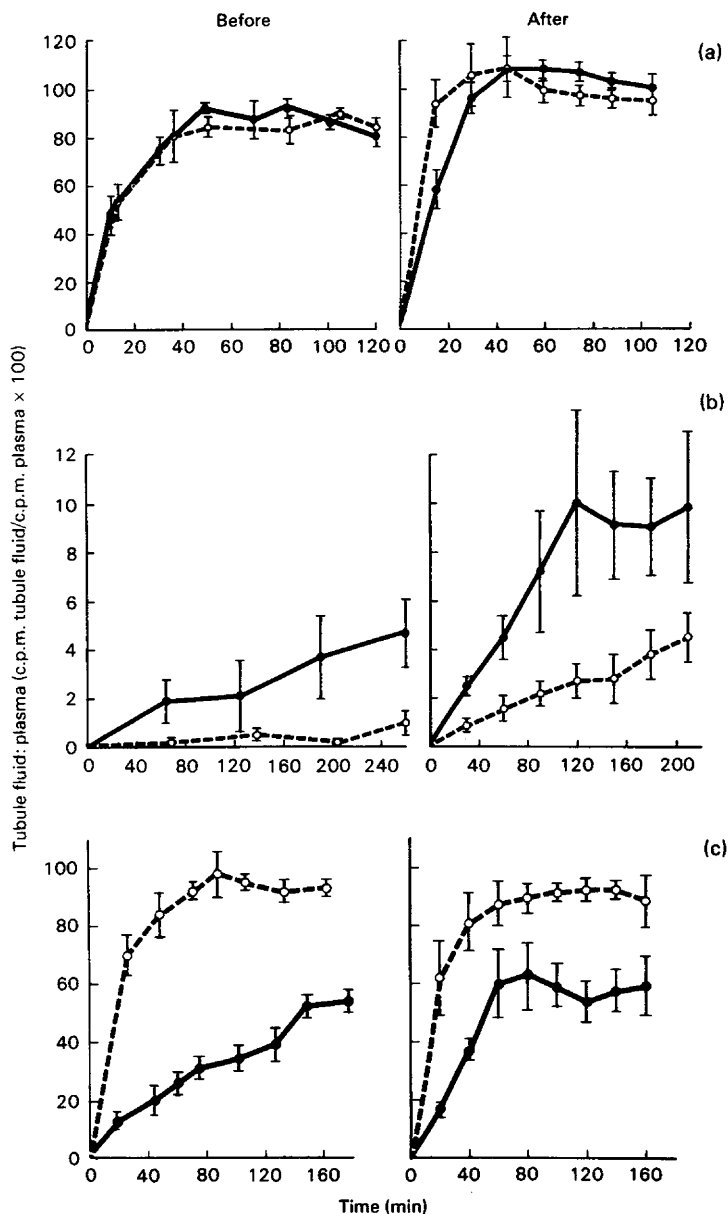 Before After
(a)
120
100
80
60
40
20
0
0 20 40 60 80 100 120
0 20 40 60 80 100 120
(b)
12
10
8
6
4
2
0
0 40 80 120 160 200 240
0 40 80 120 160 200
(c)
100
80
60
40
20
0
0 40 80 120 160
0 40 80 120 160
Tubule fluid: plasma (c.p.m. tubule fluid/c.p.m. plasma × 100)
Time (min)